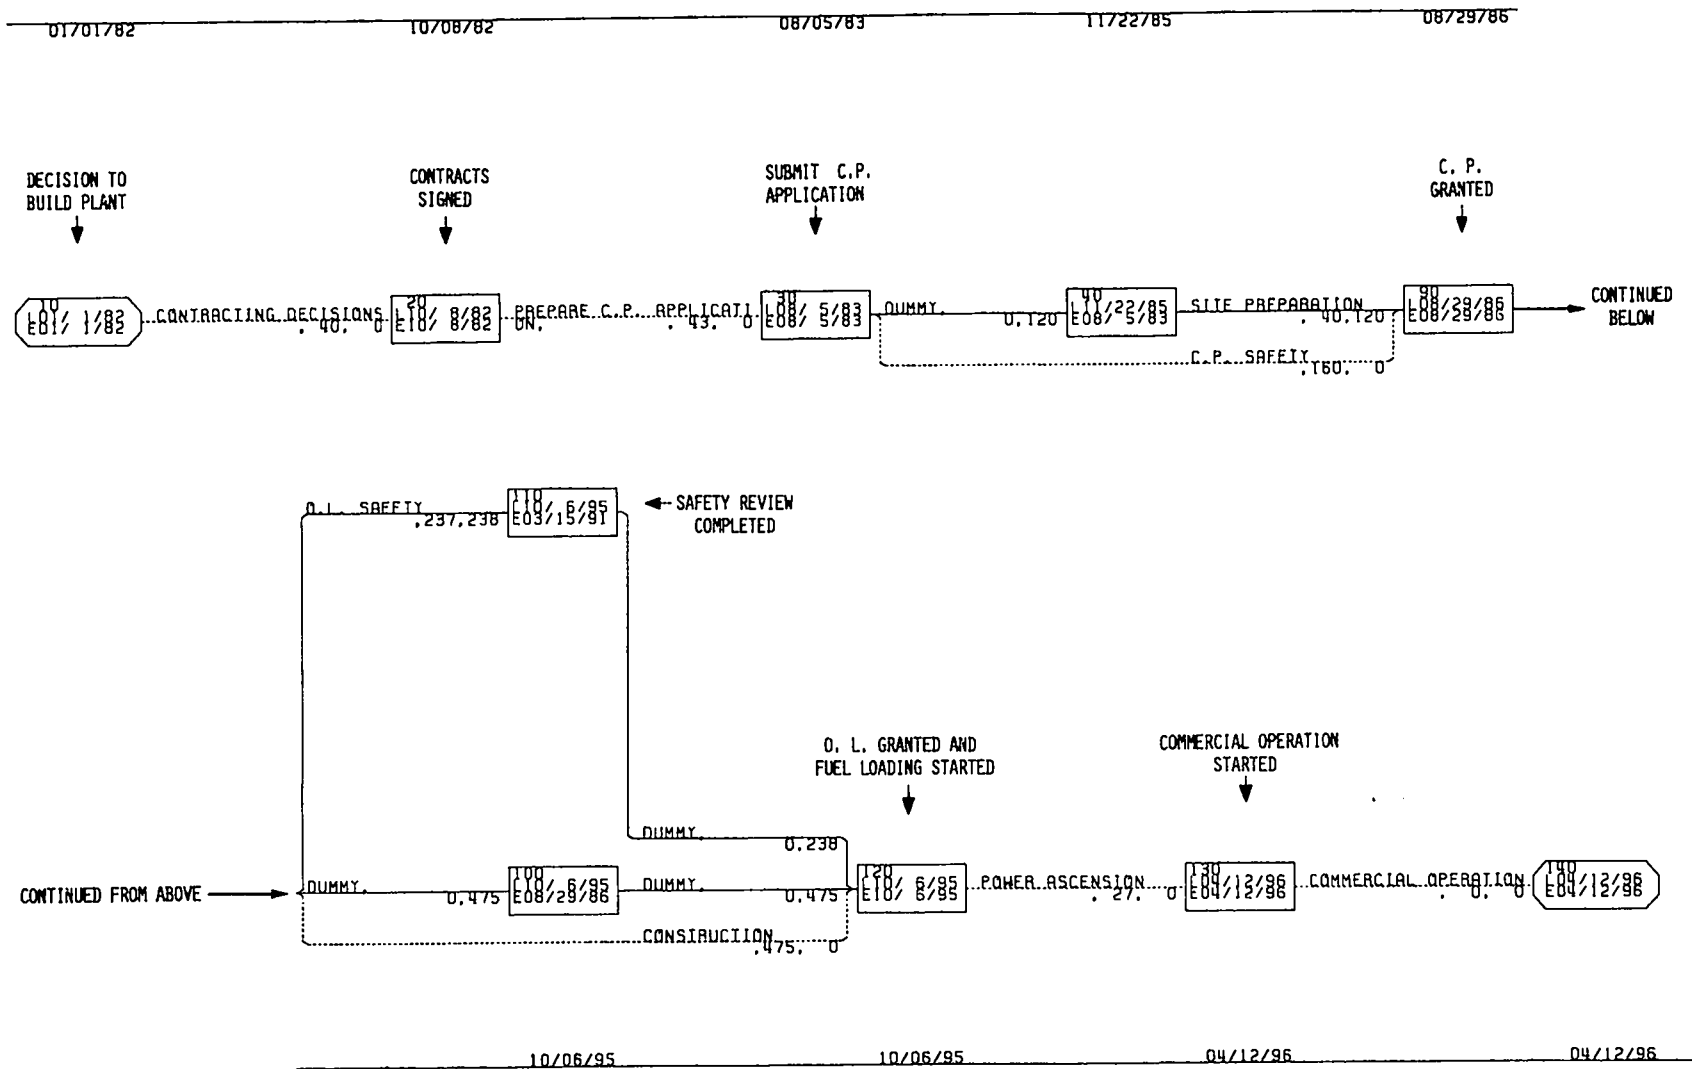 01/01/82 10/08/82 08/05/83 11/22/85 08/29/86
DECISION TO
BUILD PLANT
CONTRACTS
SIGNED
SUBMIT C.P.
APPLICATION
C. P.
GRANTED
10
L01/ 1/82
E01/ 1/82
CONTRACTING DECISIONS
, 40, 0
20
L10/ 8/82
E10/ 8/82
PREPARE C.P. APPLICATI
ON, , 43, 0
30
L08/ 5/83
E08/ 5/83
DUMMY,
0,120
40
L11/22/85
E08/ 5/83
SITE PREPARATION
, 40,120
90
L08/29/86
E08/29/86
CONTINUED
BELOW
C.P. SAFETY
,160, 0
O.L. SAFETY
,237,238
110
L10/ 6/95
E03/15/91
SAFETY REVIEW
COMPLETED
O. L. GRANTED AND
FUEL LOADING STARTED
COMMERCIAL OPERATION
STARTED
DUMMY,
0,238
CONTINUED FROM ABOVE
DUMMY,
0,475
100
L10/ 6/95
E08/29/86
DUMMY,
0,475
120
L10/ 6/95
E10/ 6/95
POWER ASCENSION
, 27, 0
130
L04/12/96
E04/12/96
COMMERCIAL OPERATION
, 0, 0
140
L04/12/96
E04/12/96
CONSTRUCTION
,475, 0
10/06/95 10/06/95 04/12/96 04/12/96